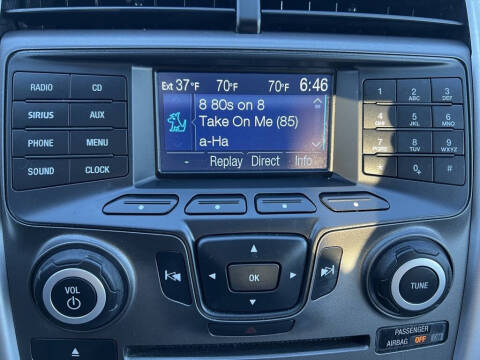 Ext 37°F 70°F 70°F 6:46
8 80s on 8
Take On Me (85)
a-Ha
- Replay Direct Info
RADIO CD
SIRIUS AUX
PHONE MENU
SOUND CLOCK
1 2 ABC 3 DEF
4 GHI 5 JKL 6 MNO
7 PQRS 8 TUV 9 WXYZ
* 0 #
VOL
OK
TUNE
PASSENGER
AIRBAG OFF